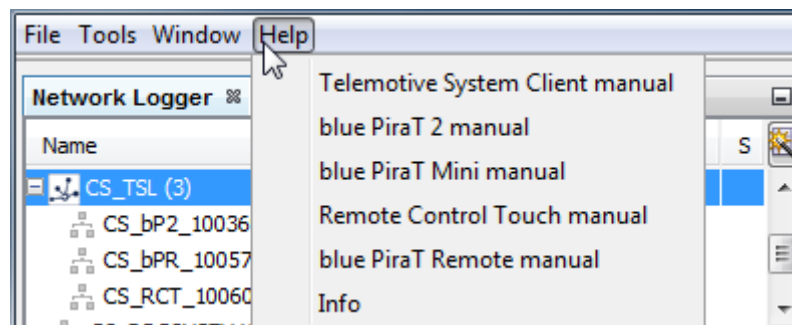 File Tools Window Help
Telemotive System Client manual
blue PiraT 2 manual
blue PiraT Mini manual
Remote Control Touch manual
blue PiraT Remote manual
Info
Network Logger
Name
S
CS_TSL (3)
CS_bP2_10036
CS_bPR_10057
CS_RCT_10060